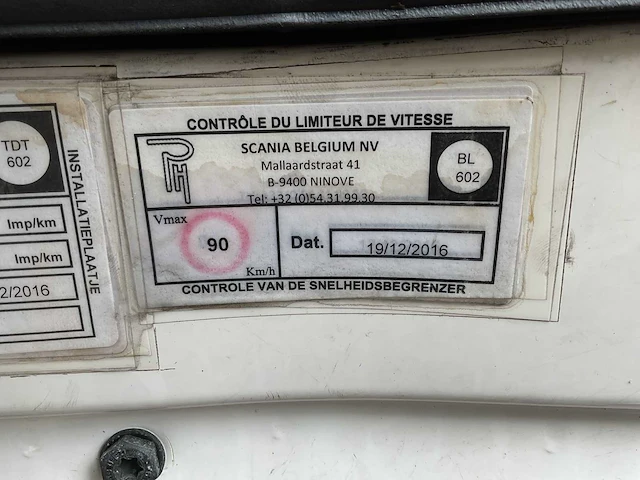 TDT
602
INSTALLATIEPLAATJE
Imp/km
Imp/km
2/2016
CONTRÔLE DU LIMITEUR DE VITESSE
SCANIA BELGIUM NV
Mallaardstraat 41
B-9400 NINOVE
Tel: +32 (0)54.31.99.30
BL
602
Vmax
90
Km/h
Dat.
19/12/2016
CONTROLE VAN DE SNELHEIDSBEGRENZER